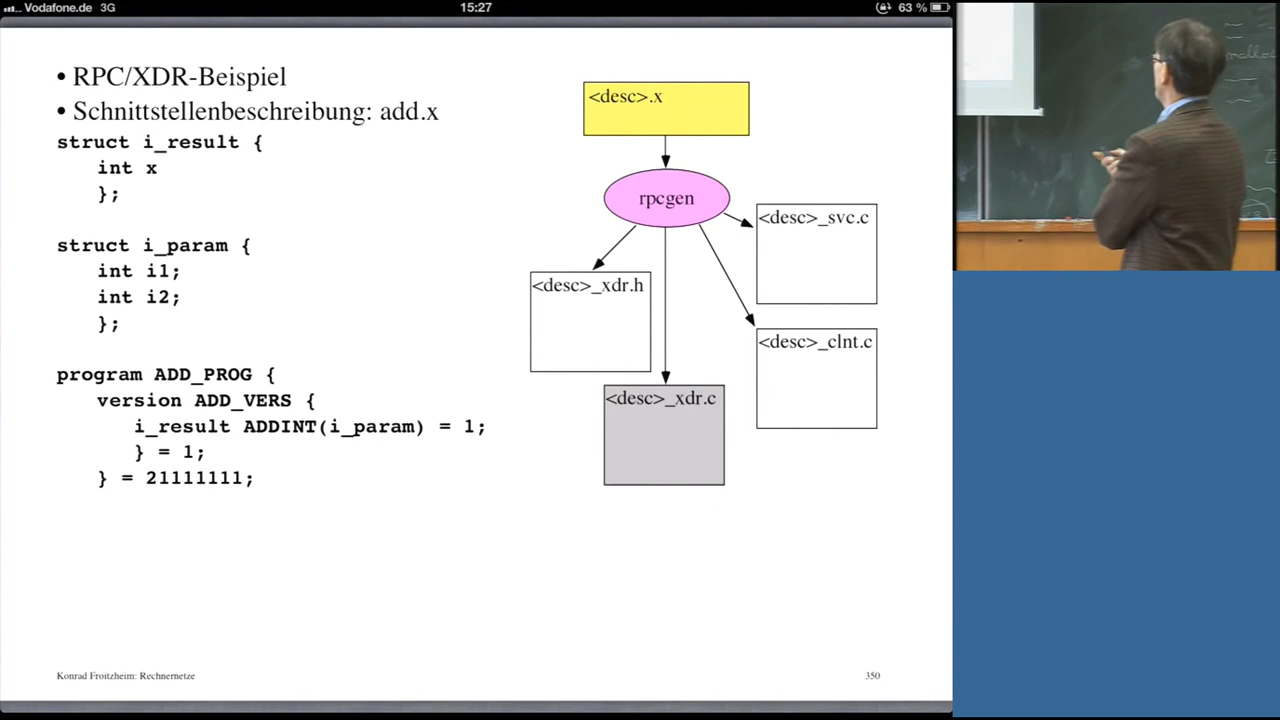 Vodafone.de 3G 15:27 63 %
• RPC/XDR-Beispiel
• Schnittstellenbeschreibung: add.x
struct i_result {
int x
};
struct i_param {
int i1;
int i2;
};
program ADD_PROG {
version ADD_VERS {
i_result ADDINT(i_param) = 1;
} = 1;
} = 21111111;
<desc>.x
rpcgen
<desc>_svc.c
<desc>_xdr.h
<desc>_clnt.c
<desc>_xdr.c
Konrad Froitzheim: Rechnernetze
350